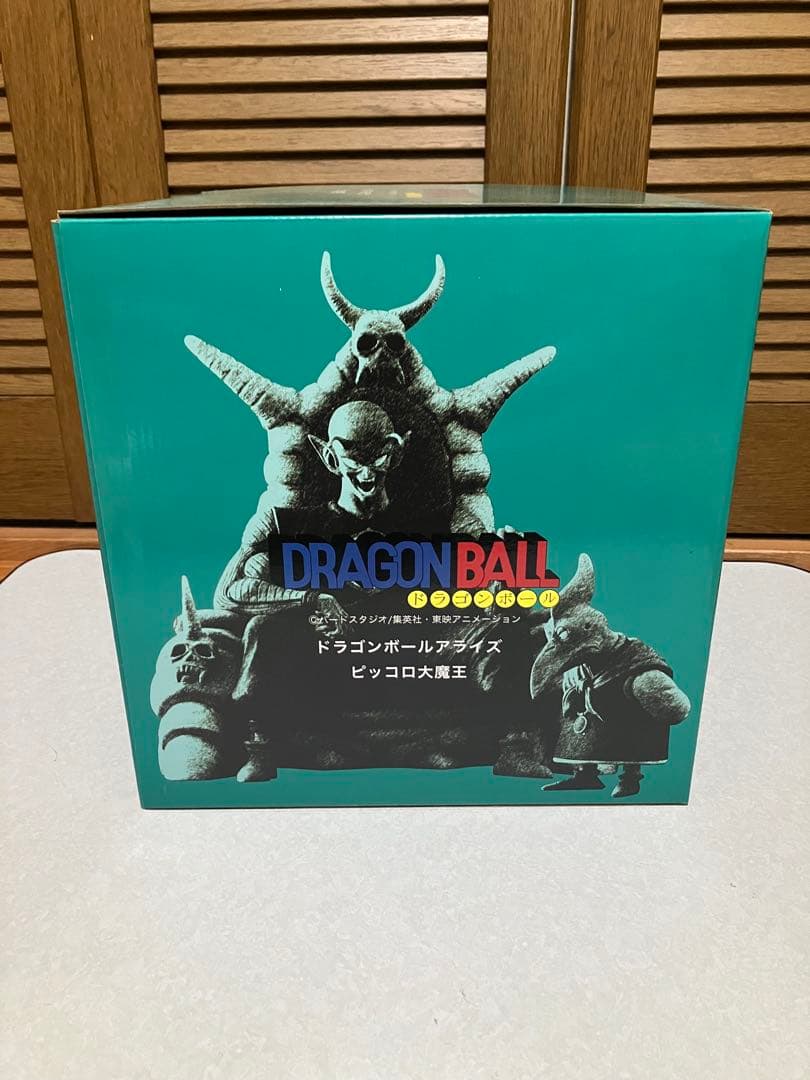 DRAGON BALL
ドラゴンボール
©バードスタジオ/集英社・東映アニメーション
ドラゴンボールアライズ
ピッコロ大魔王